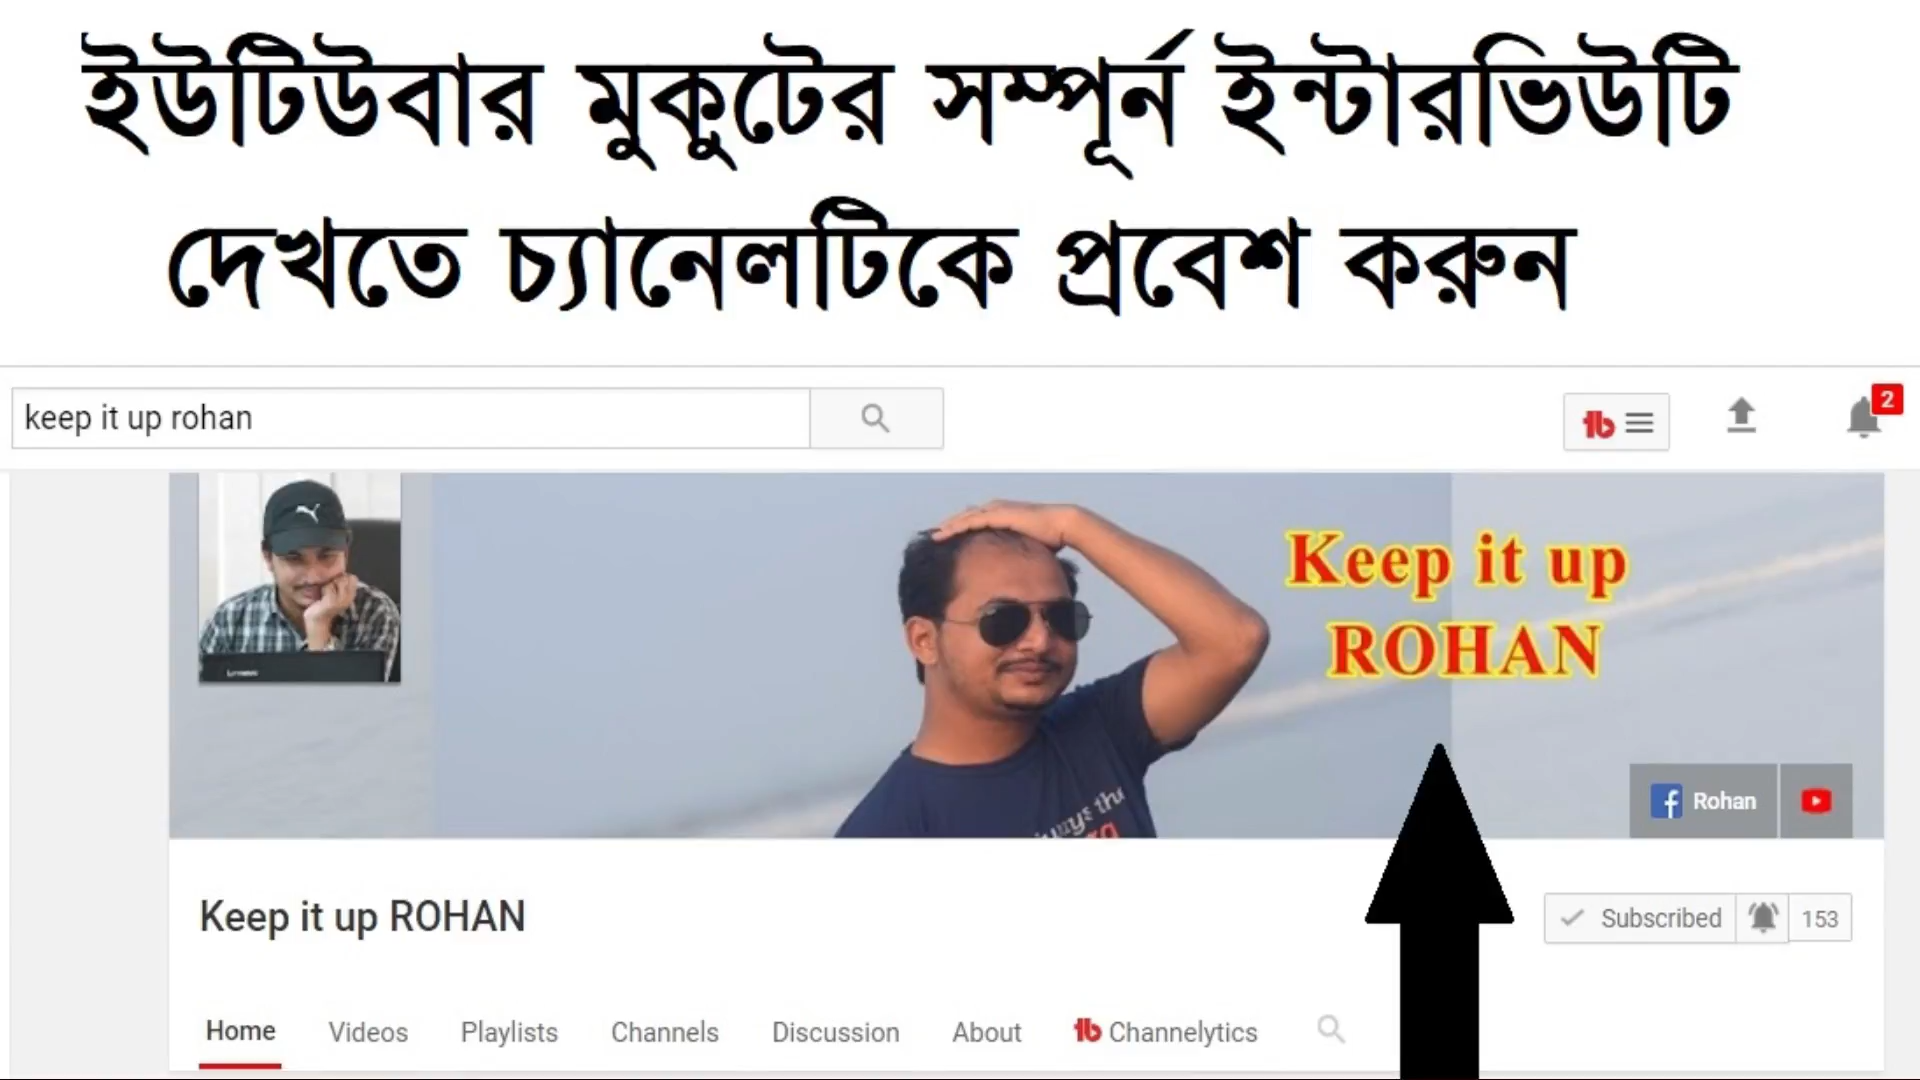 ইউটিউবার মুকুটের সম্পূর্ন ইন্টারভিউটি
দেখতে চ্যানেলটিকে প্রবেশ করুন
keep it up rohan
2
Keep it up
ROHAN
Rohan
Keep it up ROHAN
Subscribed 153
Home Videos Playlists Channels Discussion About Channelytics